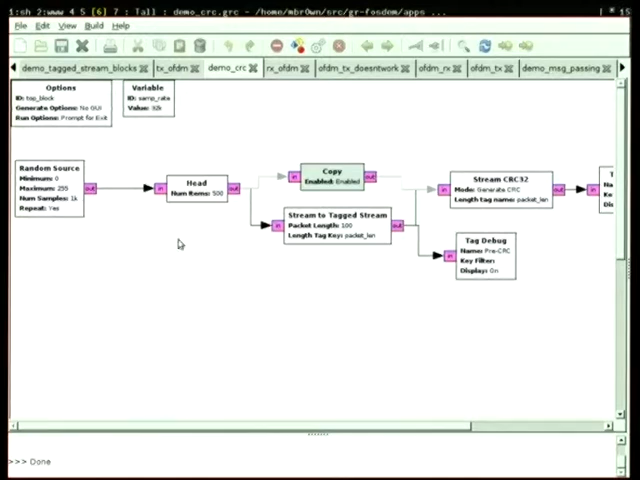 1:sh 2:www 4 5 [6] 7 : Tall : demo_crc.grc - /home/mbr0wn/src/gr-fosdem/apps ...
15
File Edit View Build Help
demo_tagged_stream_blocks tx_ofdm demo_crc rx_ofdm ofdm_tx_doesntwork ofdm_rx ofdm_tx demo_msg_passing
Options
ID: top_block
Generate Options: No GUI
Run Options: Prompt for Exit
Variable
ID: samp_rate
Value: 32k
Random Source
Minimum: 0
Maximum: 255
Num Samples: 1k
Repeat: Yes
out
in
Head
Num Items: 500
out
in
Copy
Enabled: Enabled
out
in
Stream to Tagged Stream
Packet Length: 100
Length Tag Key: packet_len
out
in
Stream CRC32
Mode: Generate CRC
Length tag name: packet_len
out
in
Tag Debug
Name: Pre-CRC
Key Filter:
Display: On
in
T
Na
Ke
Di
>>> Done